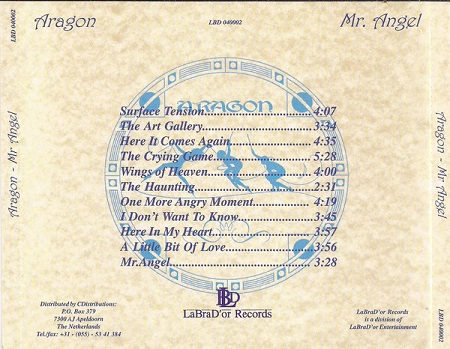 LBD 040002
Aragon - Mr Angel
Aragon
LBD 040002
Mr. Angel
ARAGON
Surface Tension................................4:07
The Art Gallery................................3:34
Here It Comes Again........................4:35
The Crying Game.............................5:28
Wings of Heaven..............................4:00
The Haunting...................................2:31
One More Angry Moment.................4:19
I Don't Want To Know.......................3:45
Here In My Heart..............................3:57
A Little Bit Of Love...........................3:56
Mr.Angel..........................................3:28
Distributed by CDistributions:
P.O. Box 379
7300 AJ Apeldoorn
The Netherlands
Tel./fax: +31 - (055) - 53 41 384
LBD
LaBraD'or Records
LaBraD'or Records
is a division of
LaBraD'or Entertainment
Aragon - Mr Angel
LBD 040002